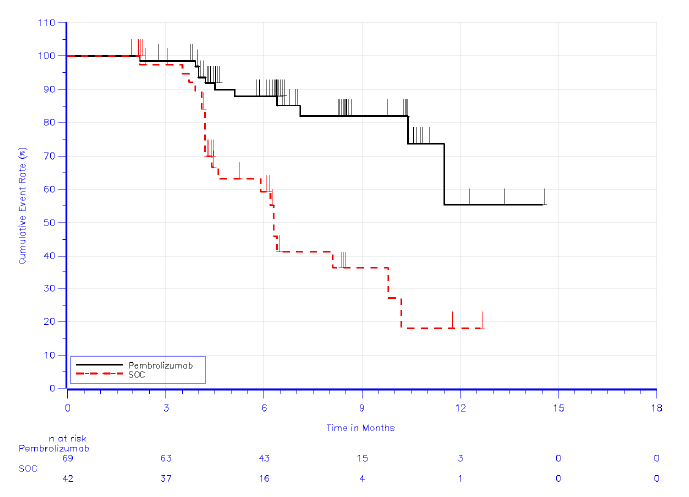 110
100
90
80
70
60
50
40
30
20
10
0
Cumulative Event Rate (%)
Pembrolizumab
SOC
0 3 6 9 12 15 18
Time in Months
n at risk
Pembrolizumab
69 63 43 15 3 0 0
SOC
42 37 16 4 1 0 0